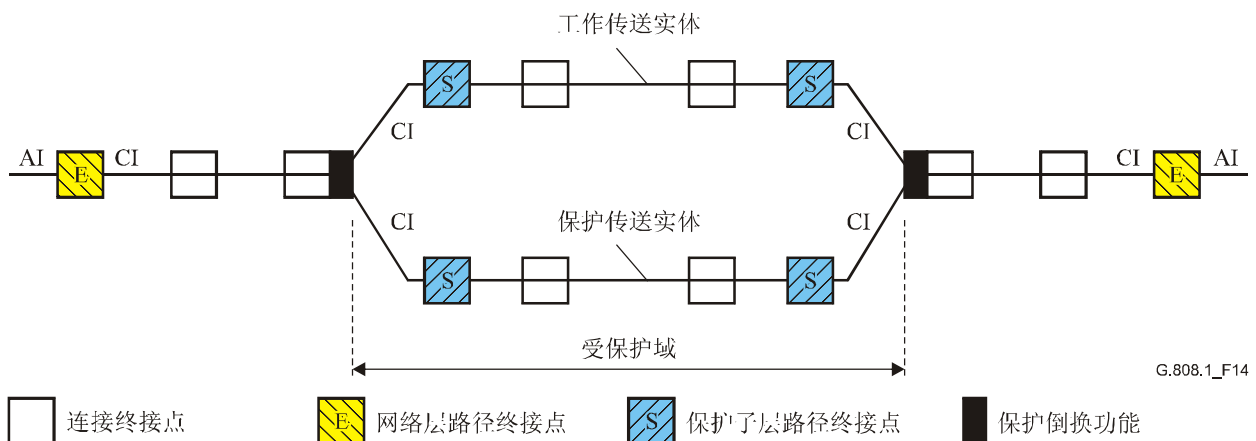 工作传送实体
S
S
CI
CI
AI
E
CI
CI
E
AI
CI
保护传送实体
CI
S
S
受保护域
G.808.1_F14
连接终接点
E
网络层路径终接点
S
保护子层路径终接点
保护倒换功能